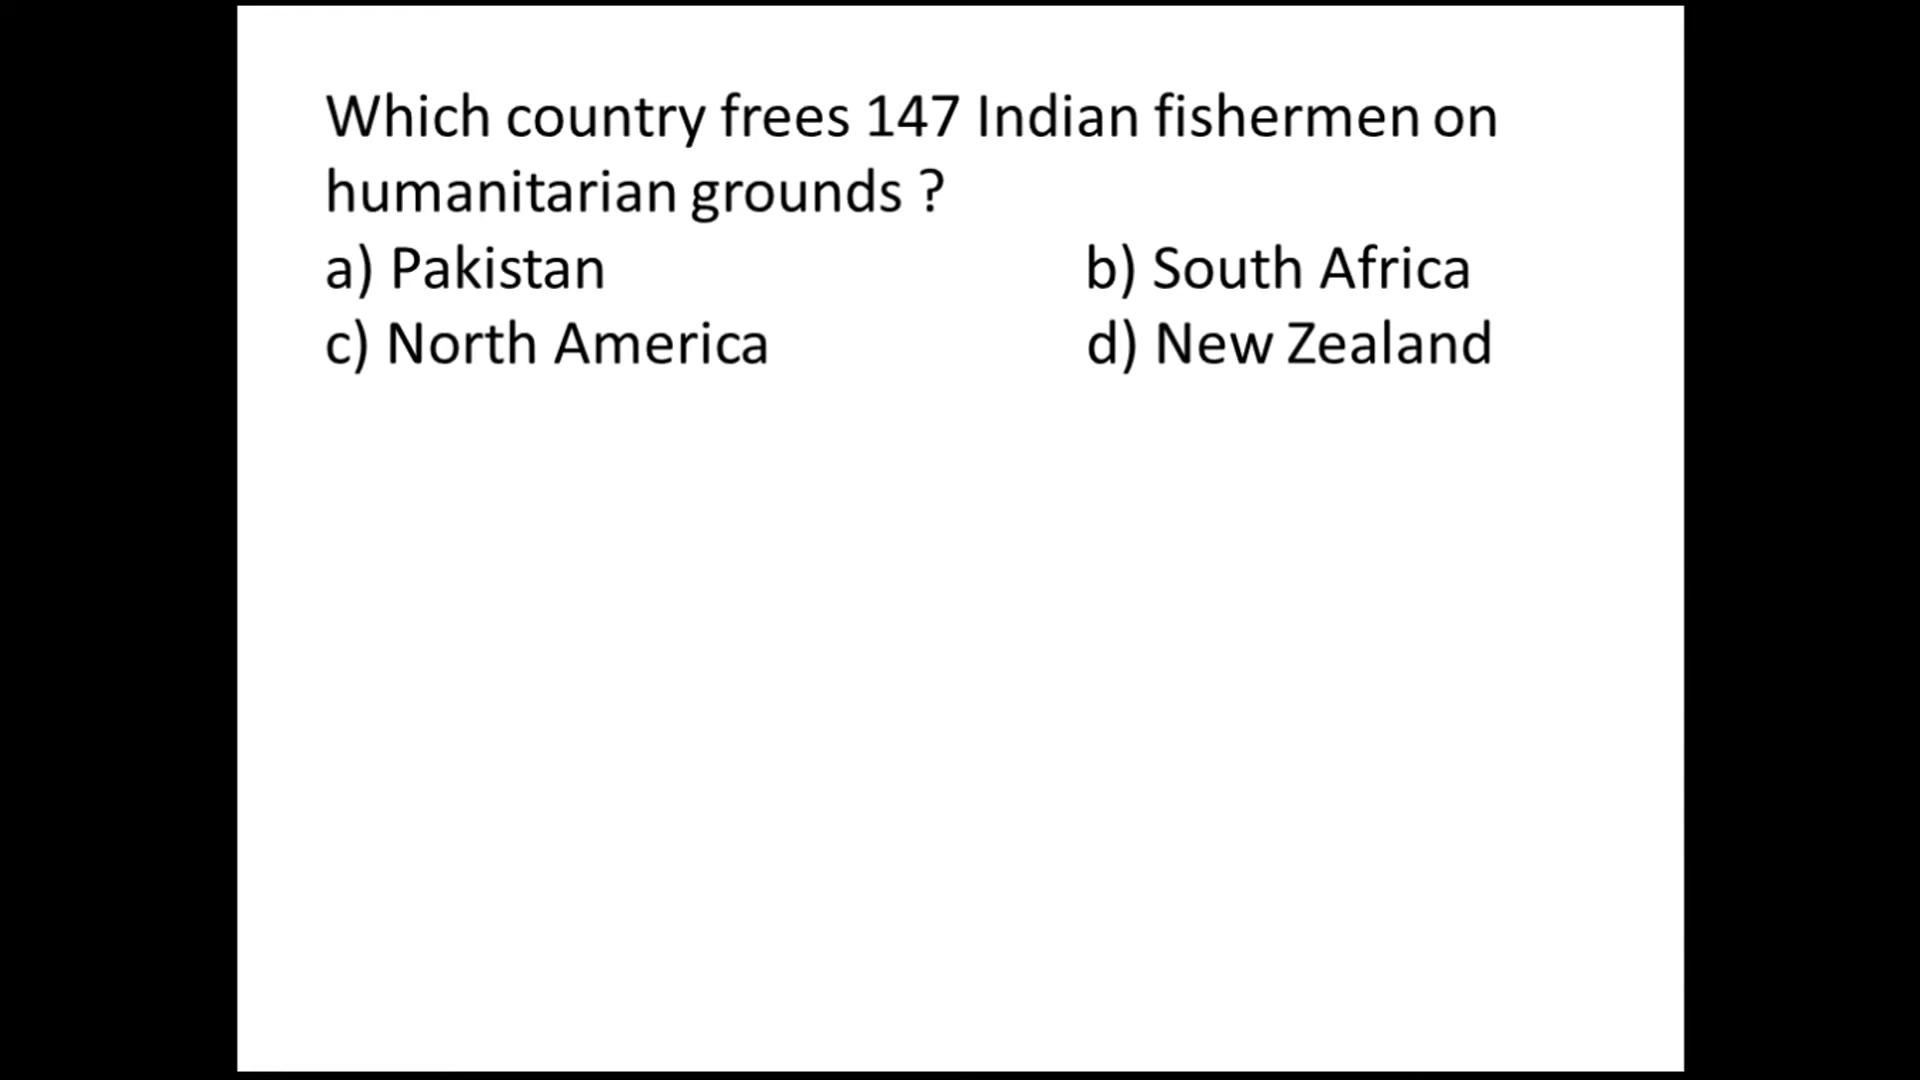 Which country frees 147 Indian fishermen on
humanitarian grounds ?
a) Pakistan b) South Africa
c) North America d) New Zealand